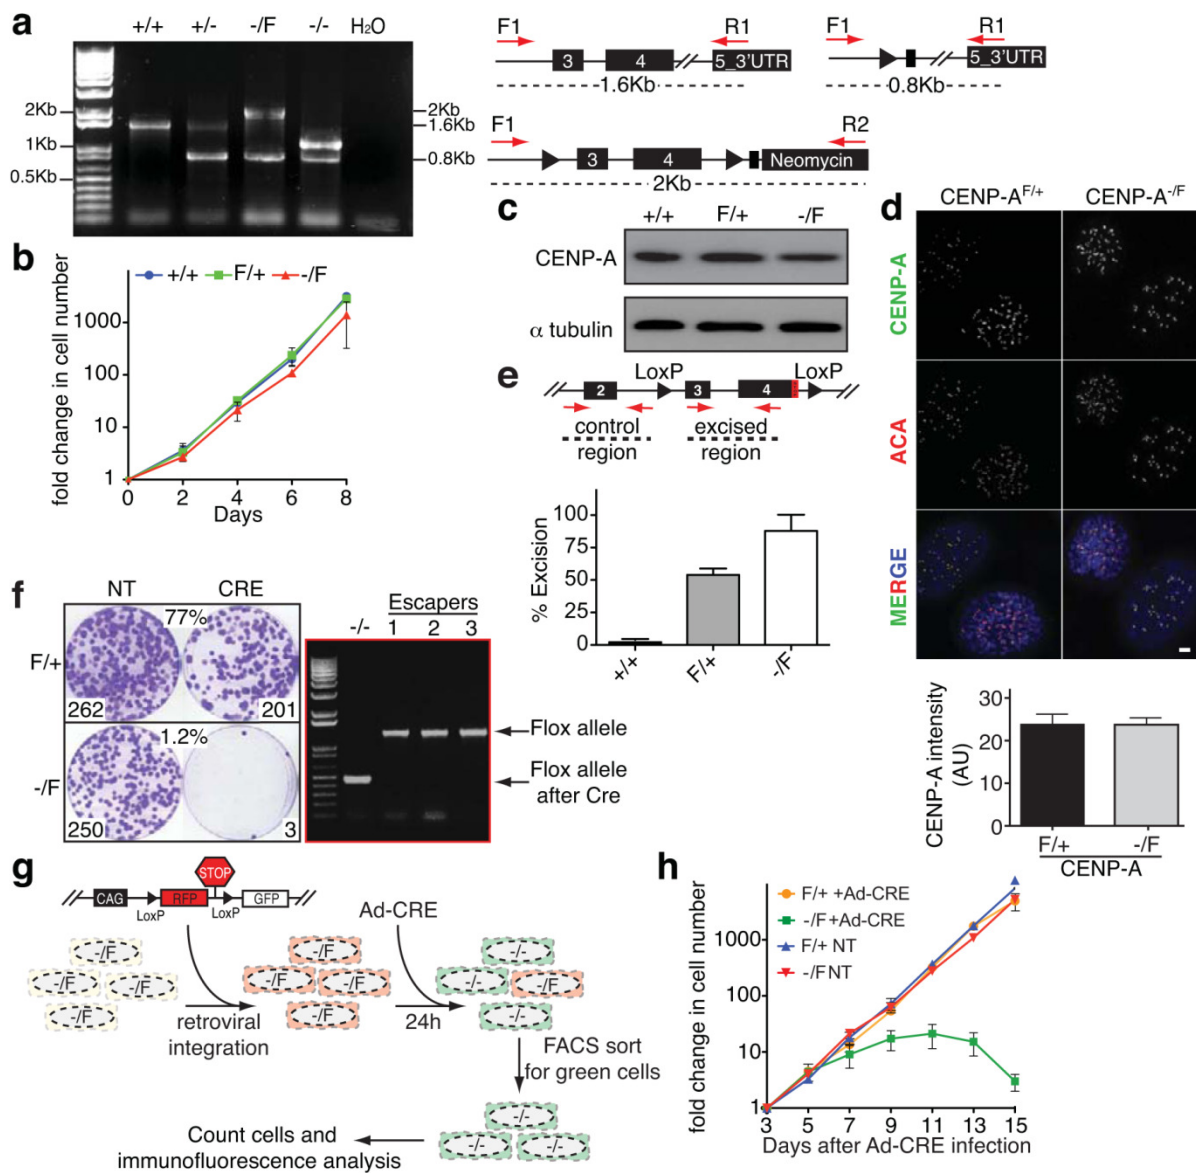 a
+/+ +/- -/F -/- H2O
2Kb
1Kb
0.5Kb
2Kb
1.6Kb
0.8Kb
F1 R1
3 4 5_3'UTR
1.6Kb
F1 R1
5_3'UTR
0.8Kb
F1 R2
3 4 Neomycin
2Kb
b
+/+ F/+ -/F
fold change in cell number
1000
100
10
1
0 2 4 6 8
Days
c
+/+ F/+ -/F
CENP-A
α tubulin
d
CENP-AF/+ CENP-A-/F
CENP-A
ACA
MERGE
CENP-A intensity
(AU)
30
20
10
0
F/+ -/F
CENP-A
e
LoxP LoxP
2 3 4
control excised
region region
% Excision
100
75
50
25
0
+/+ F/+ -/F
f
NT CRE
F/+
262 77% 201
-/F
250 1.2% 3
Escapers
-/- 1 2 3
Flox allele
Flox allele
after Cre
g
STOP
CAG RFP GFP
LoxP LoxP
Ad-CRE
-/F -/F -/-
-/F -/F -/F -/F -/- -/F
-/F -/F -/-
retroviral
integration
24h
FACS sort
for green cells
-/-
-/- -/-
Count cells and
immunofluorescence analysis
h
F/+ +Ad-CRE
-/F +Ad-CRE
F/+ NT
-/F NT
fold change in cell number
1000
100
10
1
3 5 7 9 11 13 15
Days after Ad-CRE infection